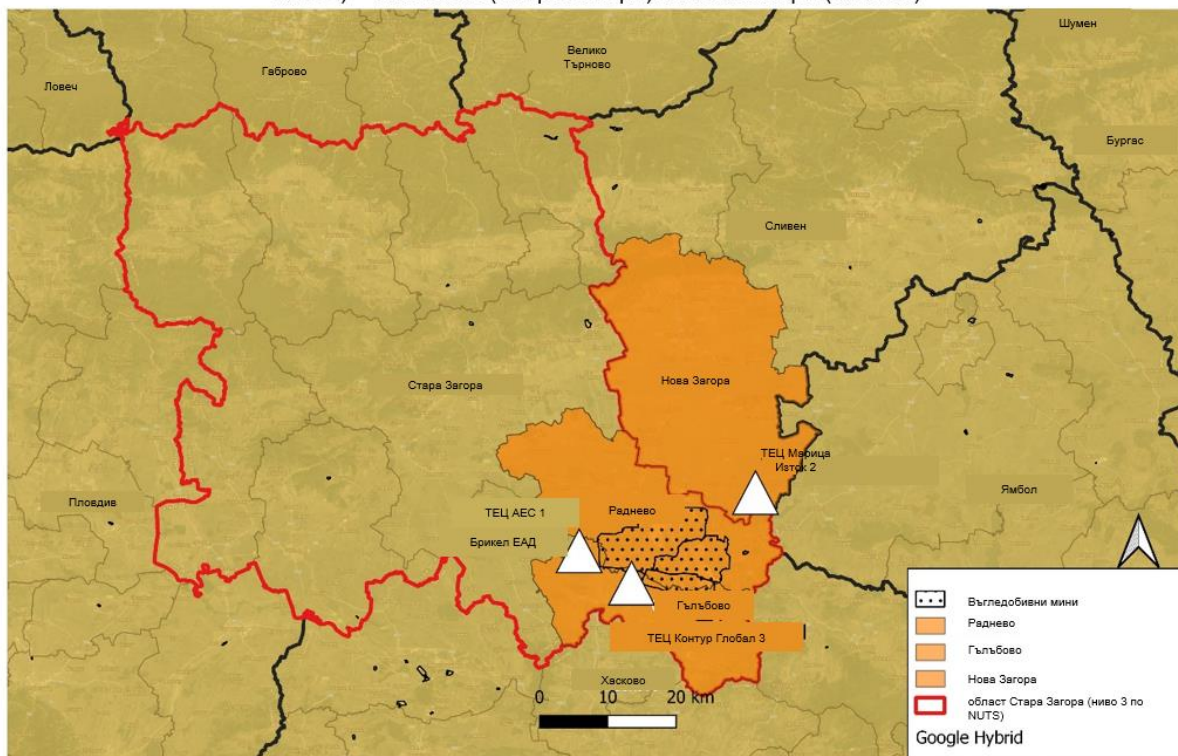 Шумен
Велико
Търново
Габрово
Ловеч
Бургас
Сливен
Нова Загора
Стара Загора
ТЕЦ Марица
Изток 2
Ямбол
Пловдив
ТЕЦ АЕС 1
Раднево
Брикел ЕАД
Гълъбово
ТЕЦ Контур Глобал 3
Хасково
0 10 20 km
Въгледобивни мини
Раднево
Гълъбово
Нова Загора
област Стара Загора (ниво 3 по
NUTS)
Google Hybrid